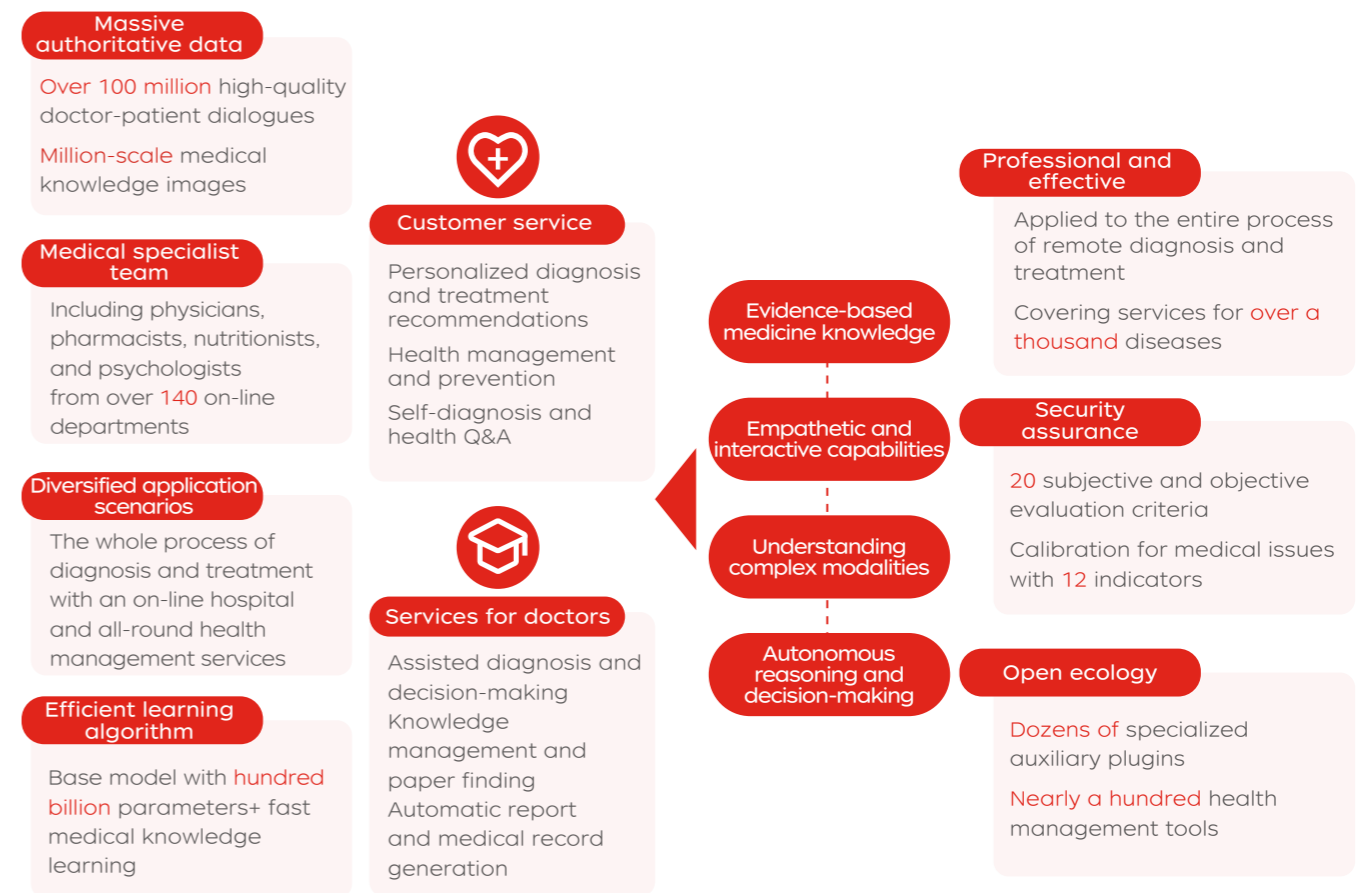 Massive
authoritative data
Over 100 million high-quality
doctor-patient dialogues
Million-scale medical
knowledge images
Medical specialist
team
Including physicians,
pharmacists, nutritionists,
and psychologists
from over 140 on-line
departments
Diversified application
scenarios
The whole process of
diagnosis and treatment
with an on-line hospital
and all-round health
management services
Efficient learning
algorithm
Base model with hundred
billion parameters+ fast
medical knowledge
learning
Customer service
Personalized diagnosis
and treatment
recommendations
Health management
and prevention
Self-diagnosis and
health Q&A
Services for doctors
Assisted diagnosis and
decision-making
Knowledge
management and
paper finding
Automatic report
and medical record
generation
Evidence-based
medicine knowledge
Empathetic and
interactive capabilities
Understanding
complex modalities
Autonomous
reasoning and
decision-making
Professional and
effective
Applied to the entire process
of remote diagnosis and
treatment
Covering services for over a
thousand diseases
Security
assurance
20 subjective and objective
evaluation criteria
Calibration for medical issues
with 12 indicators
Open ecology
Dozens of specialized
auxiliary plugins
Nearly a hundred health
management tools